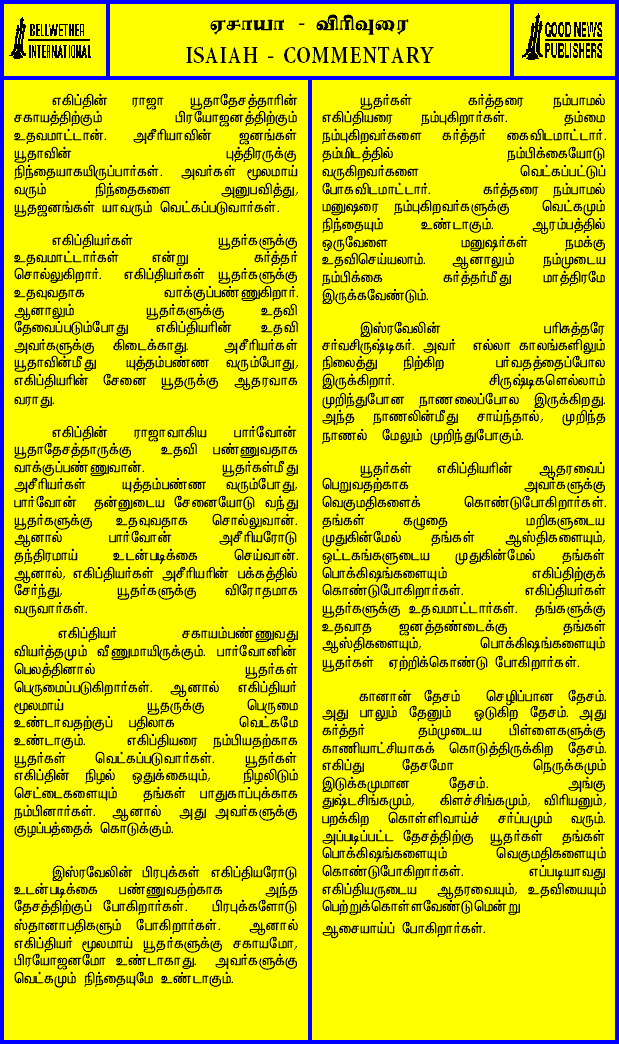 BELLWETHER
INTERNATIONAL
ஏசாயா - விரிவுரை
ISAIAH - COMMENTARY
GOOD NEWS
PUBLISHERS
எகிப்தின் ராஜா யூதாதேசத்தாரின்
சகாயத்திற்கும் பிரயோஜனத்திற்கும்
உதவமாட்டான். அசீரியாவின் ஜனங்கள்
யூதாவின் புத்திரருக்கு
நிந்தையாகயிருப்பார்கள். அவர்கள் மூலமாய்
வரும் நிந்தைகளை அனுபவித்து,
யூதஜனங்கள் யாவரும் வெட்கப்படுவார்கள்.
எகிப்தியர்கள் யூதர்களுக்கு
உதவமாட்டார்கள் என்று கர்த்தர்
சொல்லுகிறார். எகிப்தியர்கள் யூதர்களுக்கு
உதவுவதாக வாக்குப்பண்ணுகிறார்.
ஆனாலும் யூதர்களுக்கு உதவி
தேவைப்படும்போது எகிப்தியரின் உதவி
அவர்களுக்கு கிடைக்காது. அசீரியர்கள்
யூதாவின்மீது யுத்தம்பண்ண வரும்போது,
எகிப்தியரின் சேனை யூதருக்கு ஆதரவாக
வராது.
எகிப்தின் ராஜாவாகிய பார்வோன்
யூதாதேசத்தாருக்கு உதவி பண்ணுவதாக
வாக்குப்பண்ணுவான். யூதர்கள்மீது
அசீரியர்கள் யுத்தம்பண்ண வரும்போது,
பார்வோன் தன்னுடைய சேனையோடு வந்து
யூதர்களுக்கு உதவுவதாக சொல்லுவான்.
ஆனால் பார்வோன் அசீரியரோடு
தந்திரமாய் உடன்படிக்கை செய்வான்.
ஆனால், எகிப்தியர்கள் அசீரியரின் பக்கத்தில்
சேர்ந்து, யூதர்களுக்கு விரோதமாக
வருவார்கள்.
எகிப்தியர் சகாயம்பண்ணுவது
வியர்த்தமும் வீணுமாயிருக்கும். பார்வோனின்
பெலத்தினால் யூதர்கள்
பெருமைப்படுகிறார்கள். ஆனால் எகிப்தியர்
மூலமாய் யூதருக்கு பெருமை
உண்டாவதற்குப் பதிலாக வெட்கமே
உண்டாகும். எகிப்தியரை நம்பியதற்காக
யூதர்கள் வெட்கப்படுவார்கள். யூதர்கள்
எகிப்தின் நிழல் ஒதுக்கையும், நிழலிடும்
செட்டைகளையும் தங்கள் பாதுகாப்புக்காக
நம்பினார்கள். ஆனால் அது அவர்களுக்கு
குழப்பத்தைக் கொடுக்கும்.
இஸ்ரவேலின் பிரபுக்கள் எகிப்தியரோடு
உடன்படிக்கை பண்ணுவதற்காக அந்த
தேசத்திற்குப் போகிறார்கள். பிரபுக்களோடு
ஸ்தானாபதிகளும் போகிறார்கள். ஆனால்
எகிப்தியர் மூலமாய் யூதர்களுக்கு சகாயமோ,
பிரயோஜனமோ உண்டாகாது. அவர்களுக்கு
வெட்கமும் நிந்தையுமே உண்டாகும்.
யூதர்கள் கர்த்தரை நம்பாமல்
எகிப்தியரை நம்புகிறார்கள். தம்மை
நம்புகிறவர்களை கர்த்தர் கைவிடமாட்டார்.
தம்மிடத்தில் நம்பிக்கையோடு
வருகிறவர்களை வெட்கப்பட்டுப்
போகவிடமாட்டார். கர்த்தரை நம்பாமல்
மனுஷரை நம்புகிறவர்களுக்கு வெட்கமும்
நிந்தையும் உண்டாகும். ஆரம்பத்தில்
ஒருவேளை மனுஷர்கள் நமக்கு
உதவிசெய்யலாம். ஆனாலும் நம்முடைய
நம்பிக்கை கர்த்தர்மீது மாத்திரமே
இருக்கவேண்டும்.
இஸ்ரவேலின் பரிசுத்தரே
சர்வசிருஷ்டிகர். அவர் எல்லா காலங்களிலும்
நிலைத்து நிற்கிற பர்வதத்தைப்போல
இருக்கிறார். சிருஷ்டிகளெல்லாம்
முறிந்துபோன நாணலைப்போல இருக்கிறது.
அந்த நாணலின்மீது சாய்ந்தால், முறிந்த
நாணல் மேலும் முறிந்துபோகும்.
யூதர்கள் எகிப்தியரின் ஆதரவைப்
பெறுவதற்காக அவர்களுக்கு
வெகுமதிகளைக் கொண்டுபோகிறார்கள்.
தங்கள் கழுதை மறிகளுடைய
முதுகின்மேல் தங்கள் ஆஸ்திகளையும்,
ஒட்டகங்களுடைய முதுகின்மேல் தங்கள்
பொக்கிஷங்களையும் எகிப்திற்குக்
கொண்டுபோகிறார்கள். எகிப்தியர்கள்
யூதர்களுக்கு உதவமாட்டார்கள். தங்களுக்கு
உதவாத ஜனத்தண்டைக்கு தங்கள்
ஆஸ்திகளையும், பொக்கிஷங்களையும்
யூதர்கள் ஏற்றிக்கொண்டு போகிறார்கள்.
கானான் தேசம் செழிப்பான தேசம்.
அது பாலும் தேனும் ஓடுகிற தேசம். அது
கர்த்தர் தம்முடைய பிள்ளைகளுக்கு
காணியாட்சியாகக் கொடுத்திருக்கிற தேசம்.
எகிப்து தேசமோ நெருக்கமும்
இடுக்கமுமான தேசம். அங்கு
துஷ்டசிங்கமும், கிளச்சிங்கமும், விரியனும்,
பறக்கிற கொள்ளிவாய்ச் சர்ப்பமும் வரும்.
அப்படிப்பட்ட தேசத்திற்கு யூதர்கள் தங்கள்
பொக்கிஷங்களையும் வெகுமதிகளையும்
கொண்டுபோகிறார்கள். எப்படியாவது
எகிப்தியருடைய ஆதரவையும், உதவியையும்
பெற்றுக்கொள்ளவேண்டுமென்று
ஆசையாய்ப் போகிறார்கள்.